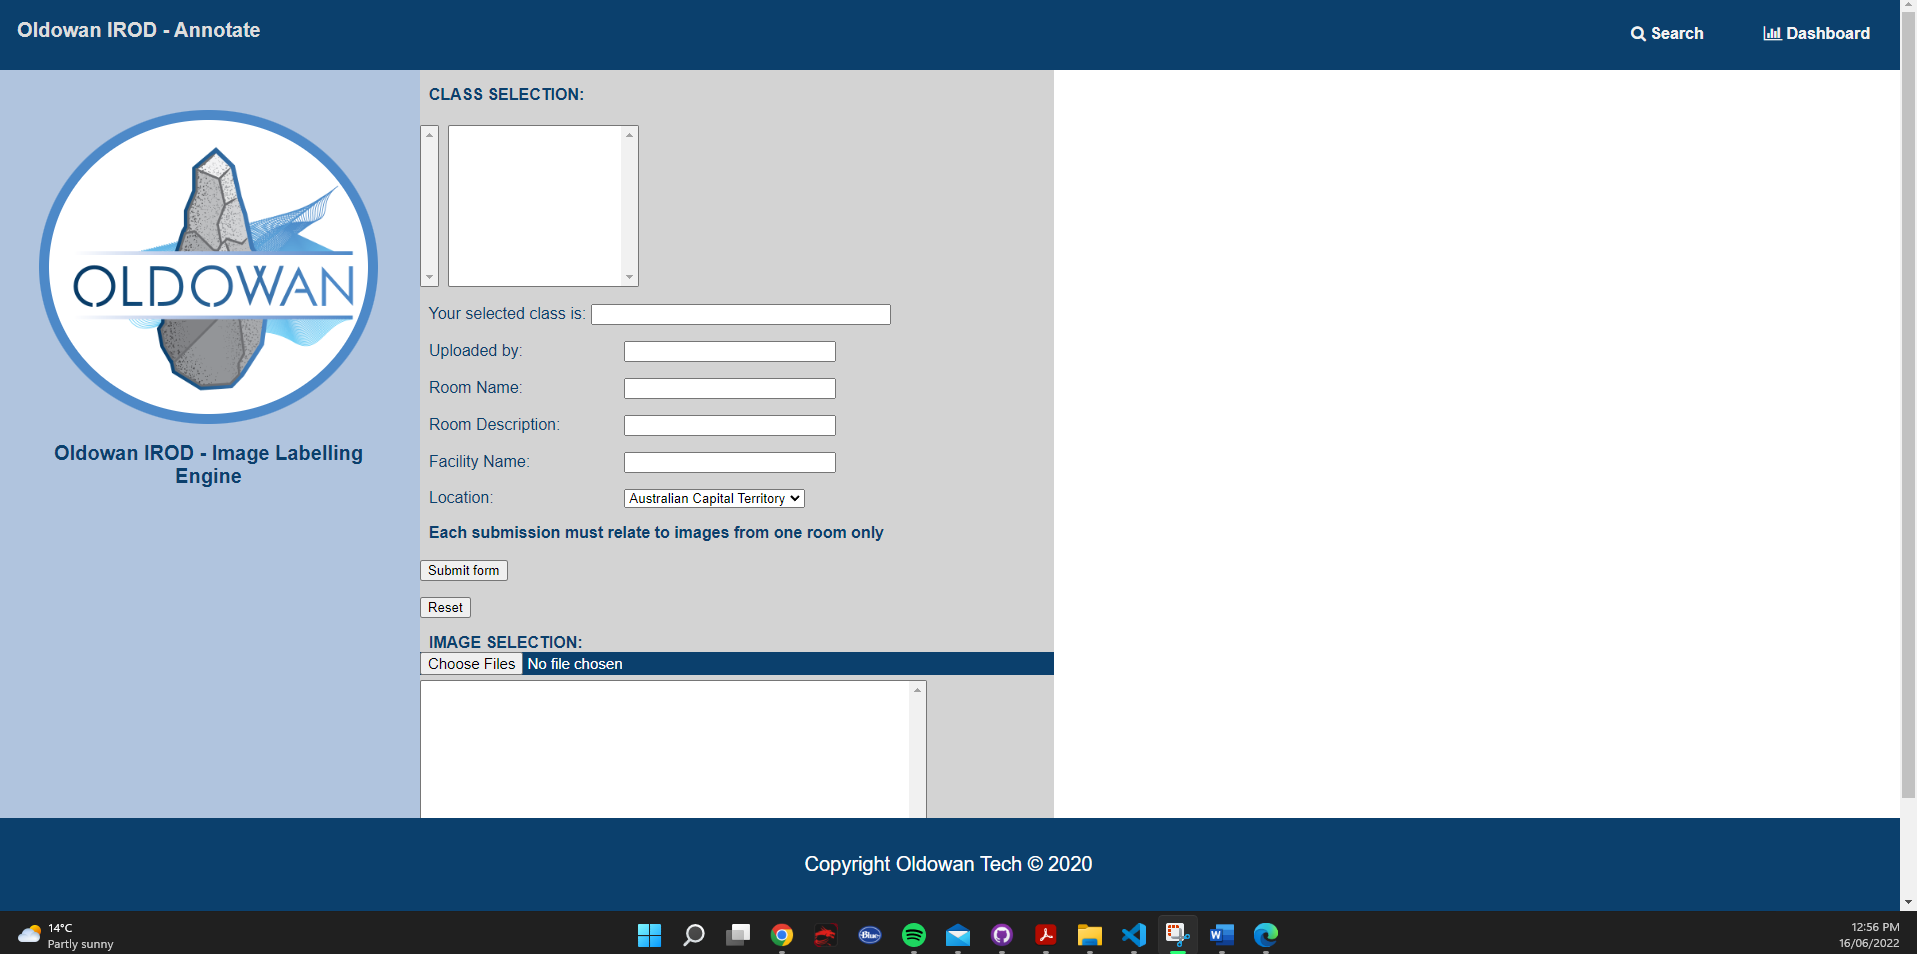 Oldowan IROD - Annotate
Search
Dashboard
OLDOWAN
Oldowan IROD - Image Labelling
Engine
CLASS SELECTION:
Your selected class is:
Uploaded by:
Room Name:
Room Description:
Facility Name:
Location:
Australian Capital Territory
Each submission must relate to images from one room only
Submit form
Reset
IMAGE SELECTION:
Choose Files No file chosen
Copyright Oldowan Tech © 2020
14°C
Partly sunny
Blue
W
12:56 PM
16/06/2022